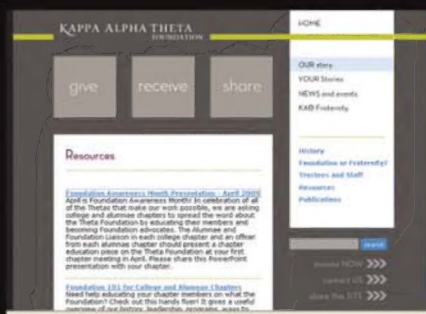 KAPPA ALPHA THETA
FOUNDATION
HOME
give
receive
share
OUR story
YOUR Stories
NEWS and events
KAΘ Fraternity
Resources
History
Foundation or Fraternity?
Trustees and Staff
Resources
Publications
Foundation Awareness Month Presentation - April 2009
April is Foundation Awareness Month! In celebration of all
of the Thetas that make our work possible, we are asking
college and alumnae chapters to spread the word about
the Theta Foundation by educating their members and
becoming Foundation advocates. The Alumnae and
Foundation Liaison in each college chapter and an officer
from each alumnae chapter should present a chapter
education piece on the Theta Foundation at your first
chapter meeting in April. Please share this PowerPoint
presentation with your chapter.
search
NOW >>>
contact US >>>
share this SITE >>>
Foundation 101 for College and Alumnae Chapters
Need help educating your chapter members on what the
Foundation? Check out this hands flyer! It gives a useful
overview of our history, leadership programs, ways to